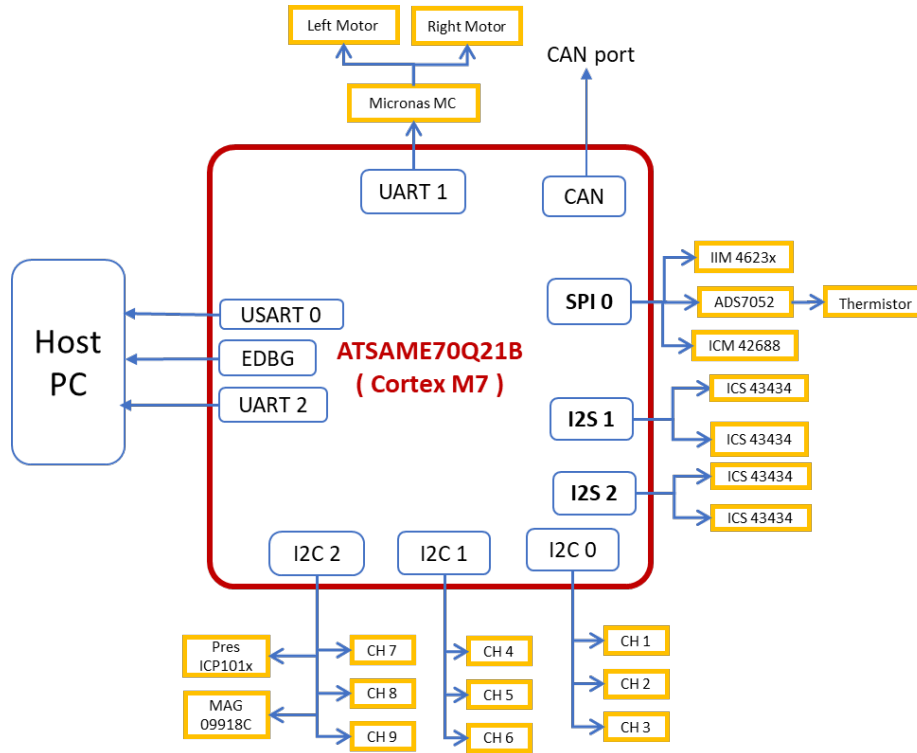 Left Motor
Right Motor
CAN port
Micronas MC
UART 1
CAN
IIM 4623x
SPI 0
ADS7052
Thermistor
ICM 42688
USART 0
Host
PC
EDBG
ATSAME70Q21B
( Cortex M7 )
UART 2
ICS 43434
I2S 1
ICS 43434
ICS 43434
I2S 2
ICS 43434
I2C 2
I2C 1
I2C 0
Pres
ICP101x
CH 7
CH 4
CH 1
MAG
09918C
CH 8
CH 5
CH 2
CH 9
CH 6
CH 3